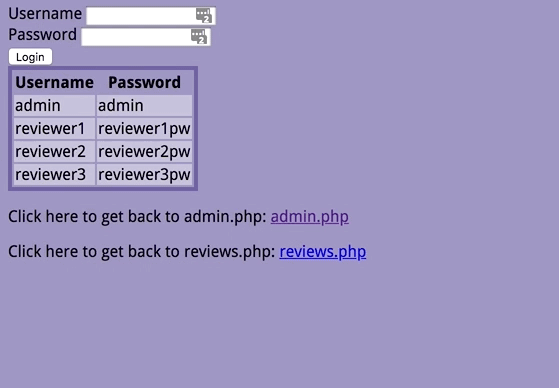 Username
Password
Login
Username Password
admin admin
reviewer1 reviewer1pw
reviewer2 reviewer2pw
reviewer3 reviewer3pw
Click here to get back to admin.php: admin.php
Click here to get back to reviews.php: reviews.php